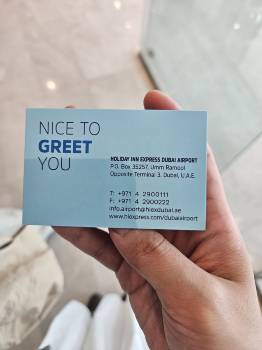 NICE TO
GREET
YOU
HOLIDAY INN EXPRESS DUBAI AIRPORT
P.O. Box 35257, Umm Ramool
Opposite Terminal 3, Dubai, U.A.E.
T: +971 4 2900111
F: +971 4 2900222
info.airport@hiexdubai.ae
www.hiexpress.com/dubaiairport